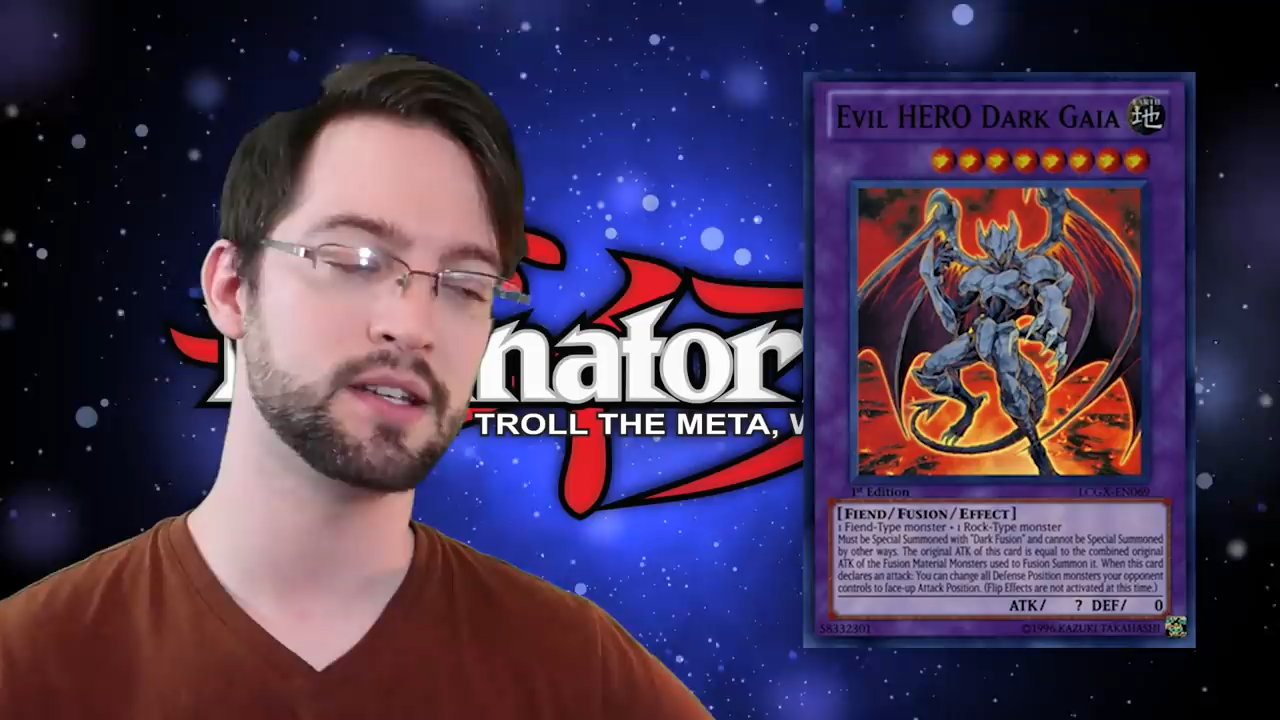 nator
TROLL THE META,
EVIL HERO DARK GAIA
EARTH
地
1st Edition
LCGX-EN069
[FIEND/FUSION/EFFECT]
1 Fiend-Type monster + 1 Rock-Type monster
Must be Special Summoned with "Dark Fusion" and cannot be Special Summoned
by other ways. The original ATK of this card is equal to the combined original
ATK of the Fusion Material Monsters used to Fusion Summon it. When this card
declares an attack: You can change all Defense Position monsters your opponent
controls to face-up Attack Position. (Flip Effects are not activated at this time.)
ATK/ ? DEF/ 0
58332301
©1996 KAZUKI TAKAHASHI